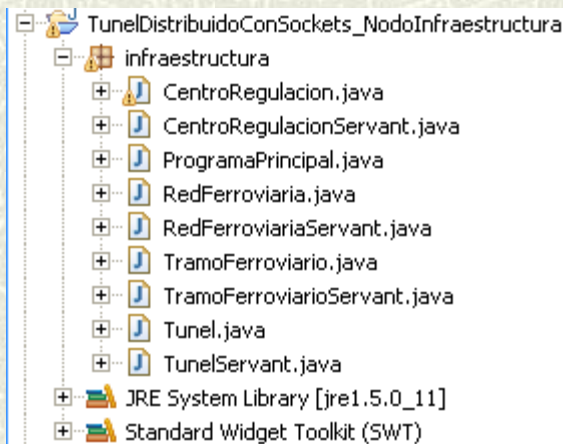 TunelDistribuidoConSockets_NodoInfraestructura
infraestructura
CentroRegulacion.java
CentroRegulacionServant.java
ProgramaPrincipal.java
RedFerroviaria.java
RedFerroviariaServant.java
TramoFerroviario.java
TramoFerroviarioServant.java
Tunel.java
TunelServant.java
JRE System Library [jre1.5.0_11]
Standard Widget Toolkit (SWT)